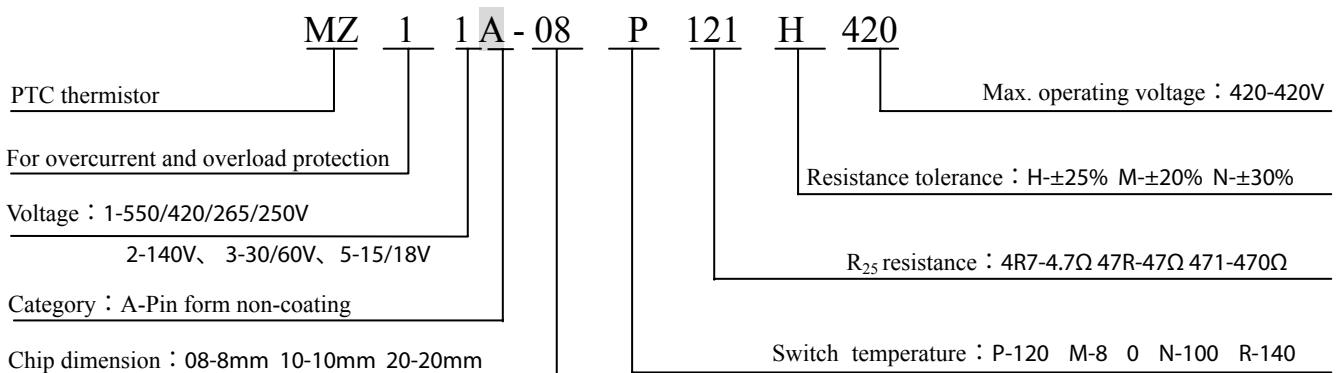 MZ 1 1 A - 08 P 121 H 420
PTC thermistor
Max. operating voltage：420-420V
For overcurrent and overload protection
Resistance tolerance：H-±25% M-±20% N-±30%
Voltage：1-550/420/265/250V
2-140V、 3-30/60V、 5-15/18V
R₂₅ resistance：4R7-4.7Ω 47R-47Ω 471-470Ω
Category：A-Pin form non-coating
Chip dimension：08-8mm 10-10mm 20-20mm
Switch temperature：P-120 M-8 0 N-100 R-140